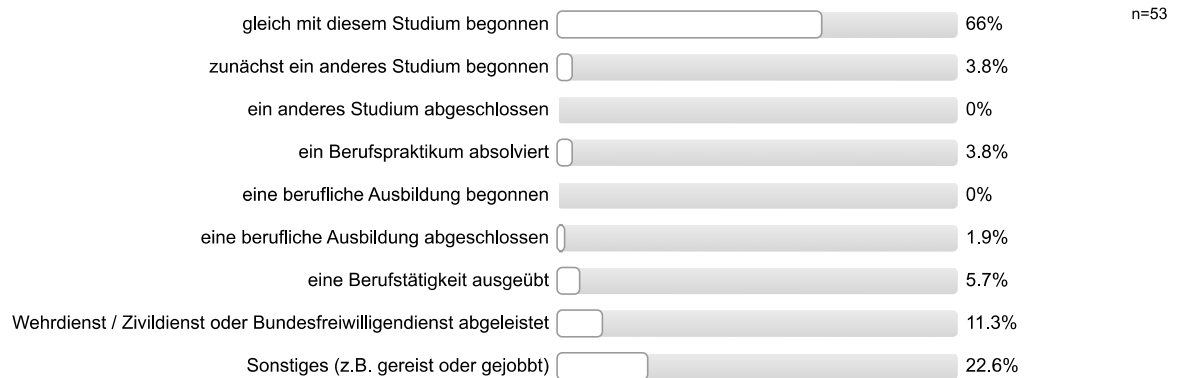 gleich mit diesem Studium begonnen 66% n=53
zunächst ein anderes Studium begonnen 3.8%
ein anderes Studium abgeschlossen 0%
ein Berufspraktikum absolviert 3.8%
eine berufliche Ausbildung begonnen 0%
eine berufliche Ausbildung abgeschlossen 1.9%
eine Berufstätigkeit ausgeübt 5.7%
Wehrdienst / Zivildienst oder Bundesfreiwilligendienst abgeleistet 11.3%
Sonstiges (z.B. gereist oder gejobbt) 22.6%